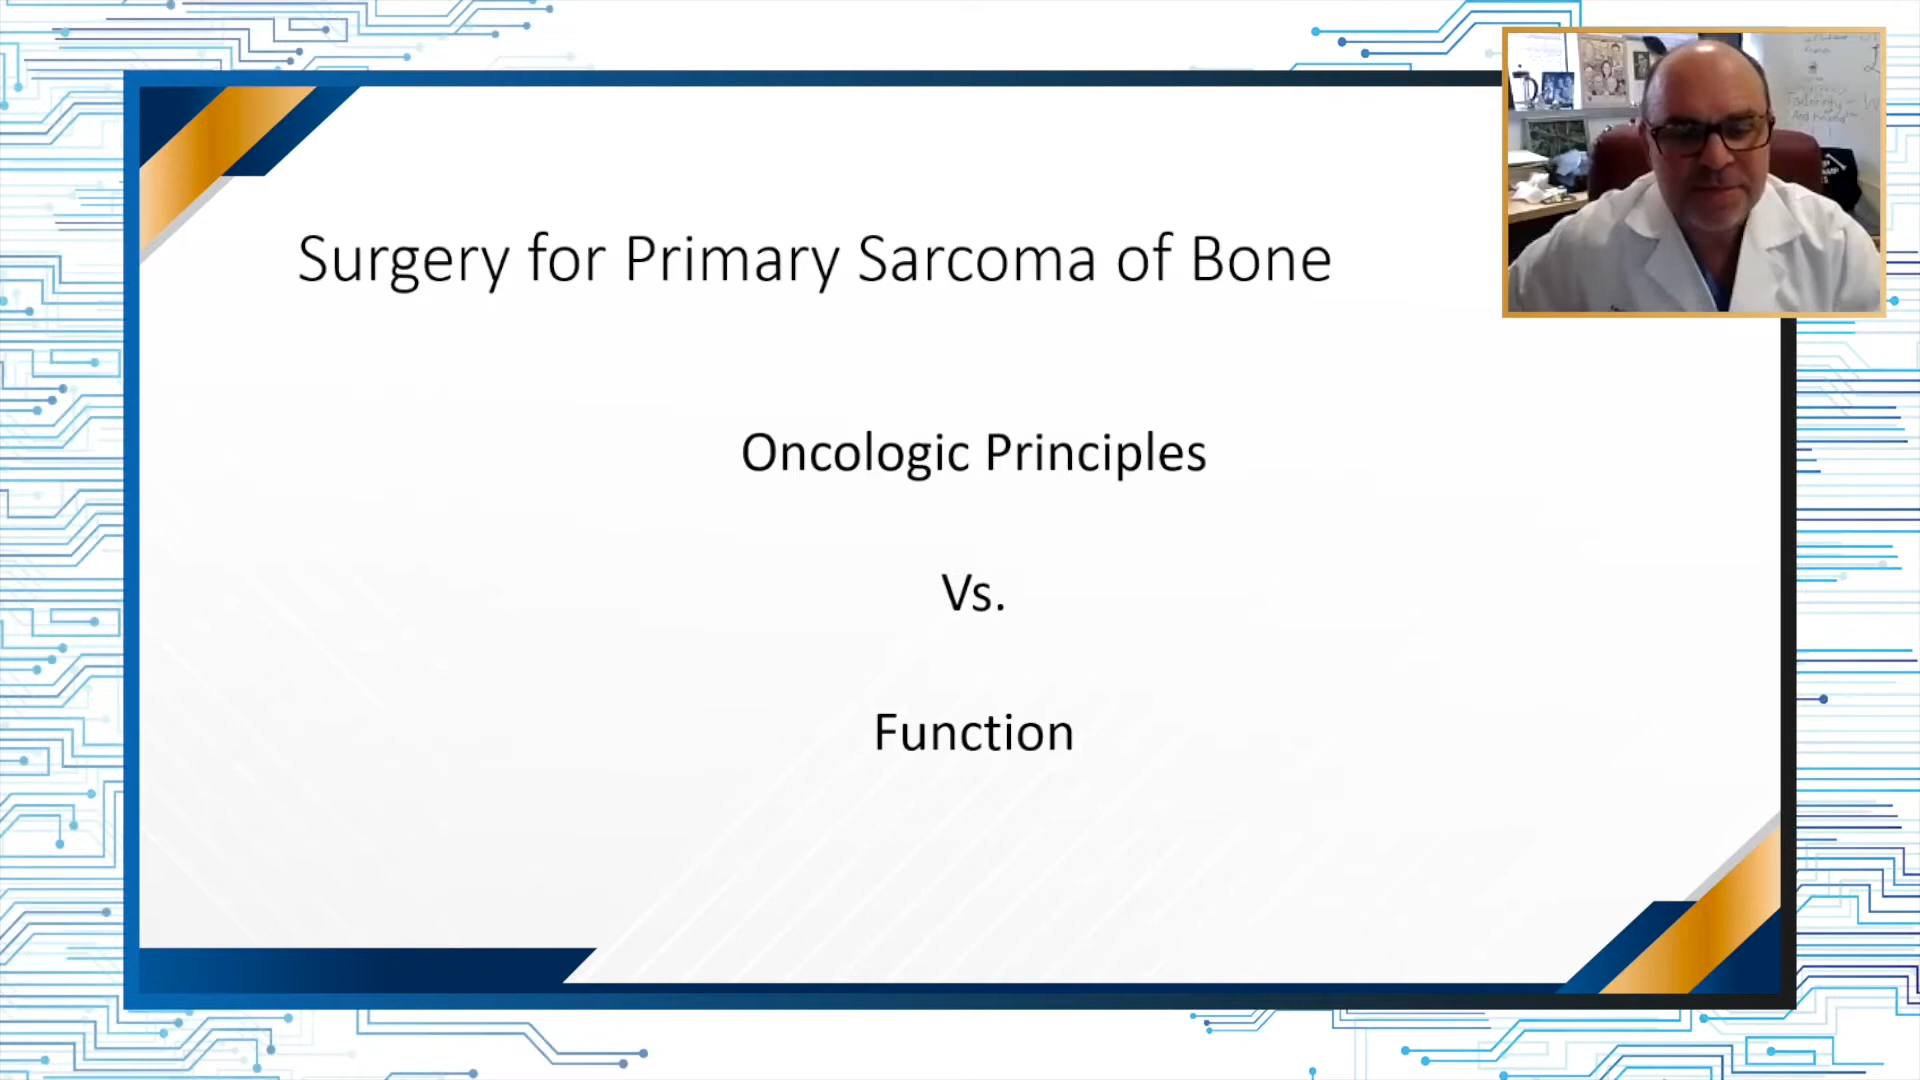 Surgery for Primary Sarcoma of Bone
Oncologic Principles
Vs.
Function